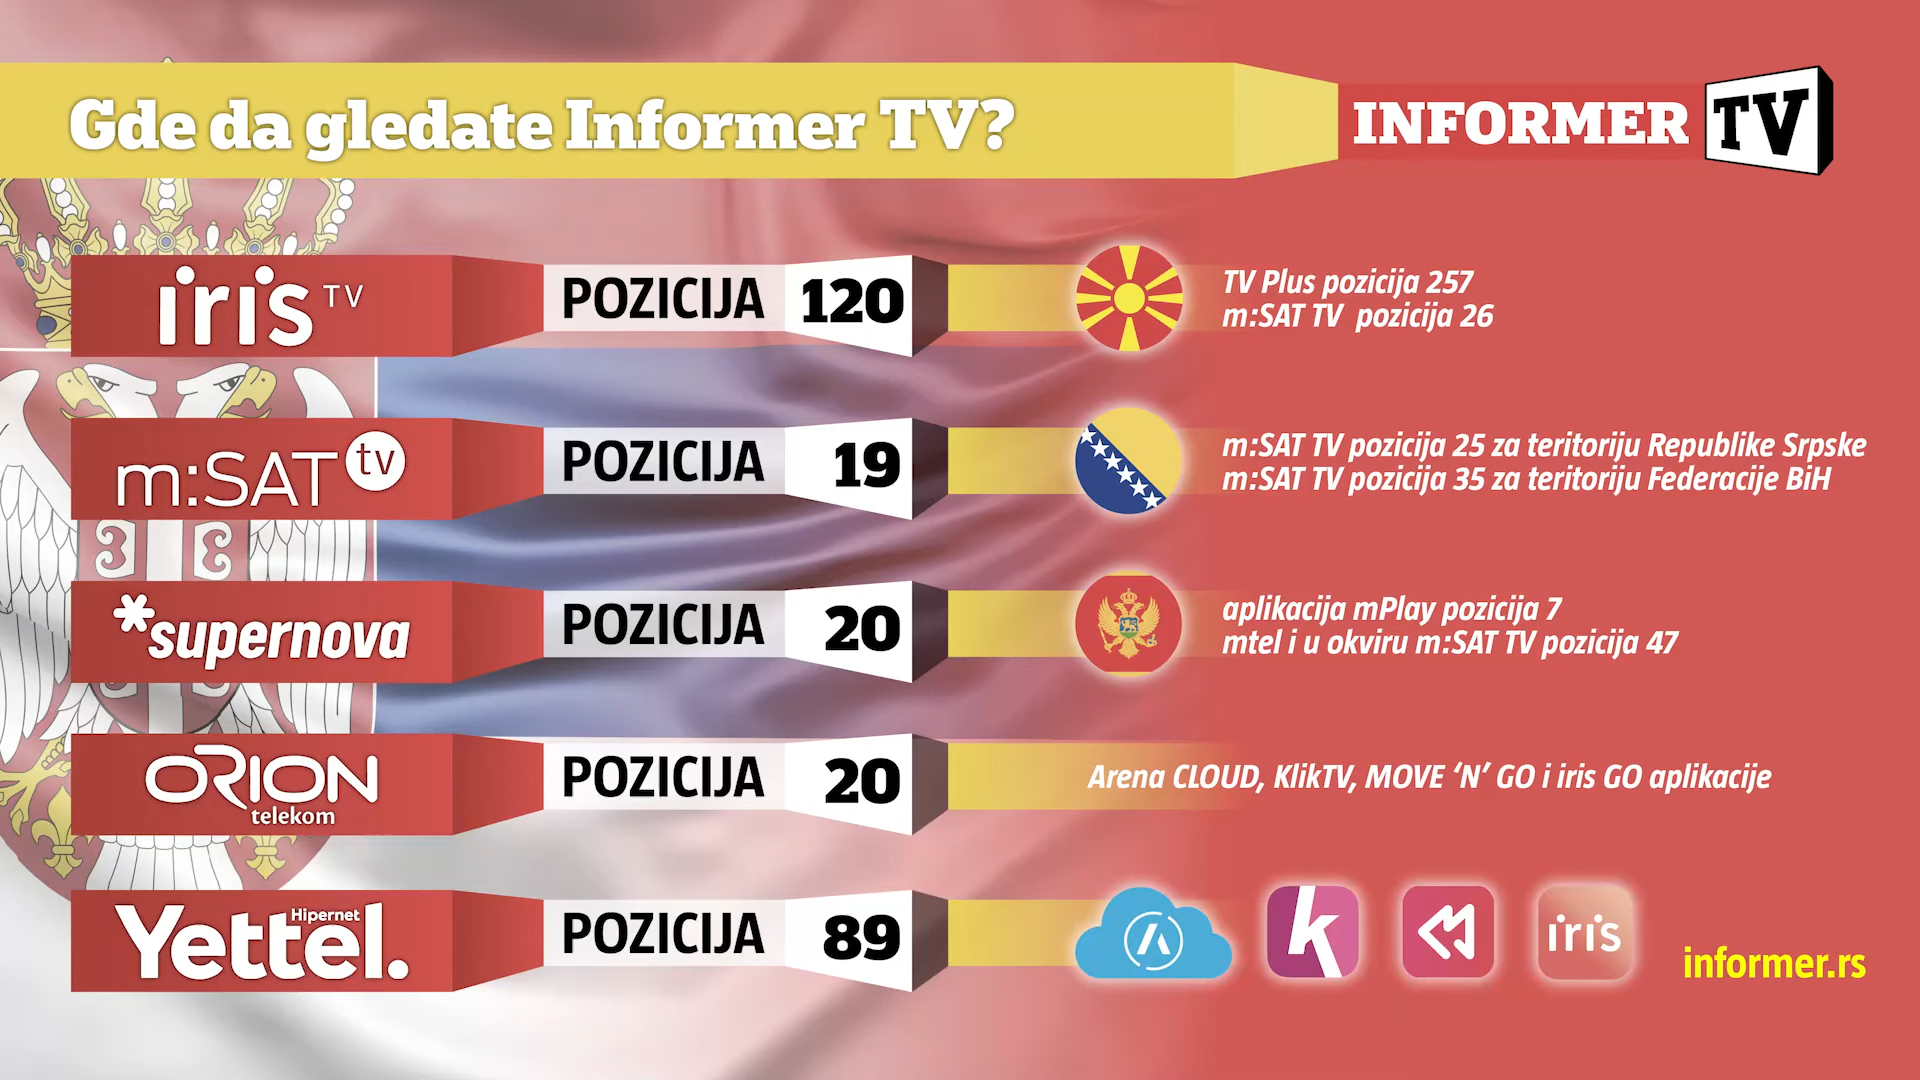 Gde da gledate Informer TV?
INFORMER TV
iris TV POZICIJA 120
m:SAT tv POZICIJA 19
*supernova POZICIJA 20
ORION telekom POZICIJA 20
Yettel. Hipernet POZICIJA 89
TV Plus pozicija 257
m:SAT TV pozicija 26
m:SAT TV pozicija 25 za teritoriju Republike Srpske
m:SAT TV pozicija 35 za teritoriju Federacije BiH
aplikacija mPlay pozicija 7
mtel i u okviru m:SAT TV pozicija 47
Arena CLOUD, KlikTV, MOVE ‘N’ GO i iris GO aplikacije
k
iris
informer.rs